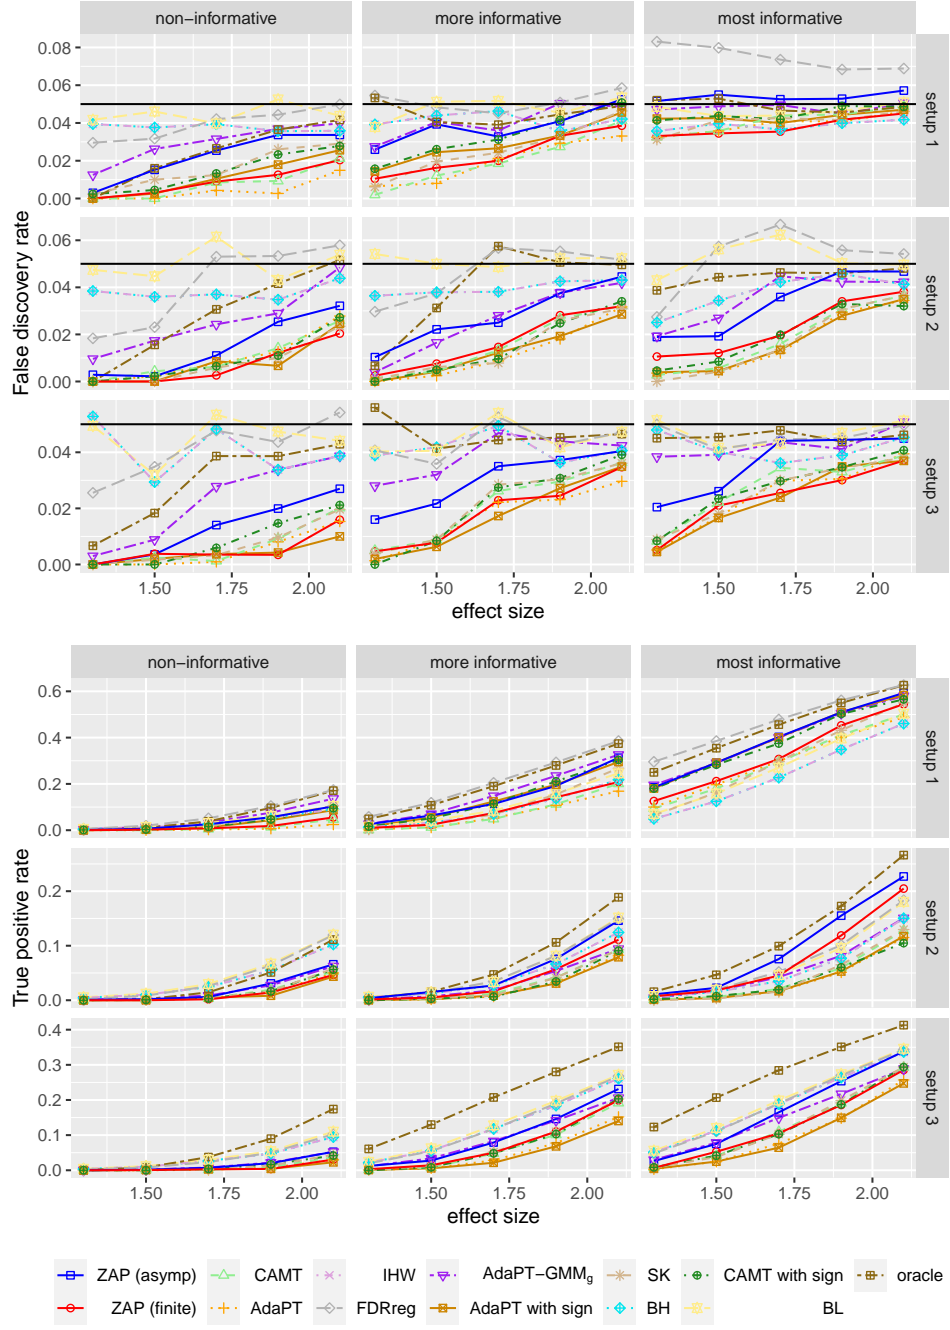 non−informative
more informative
most informative
0.08
0.06
0.04
0.02
0.00
setup 1
0.06
0.04
0.02
0.00
setup 2
0.04
0.02
0.00
setup 3
False discovery rate
1.50 1.75 2.00
1.50 1.75 2.00
1.50 1.75 2.00
effect size
non−informative
more informative
most informative
0.6
0.4
0.2
0.0
setup 1
0.2
0.1
0.0
setup 2
0.4
0.3
0.2
0.1
0.0
setup 3
True positive rate
1.50 1.75 2.00
1.50 1.75 2.00
1.50 1.75 2.00
effect size
ZAP (asymp) CAMT IHW AdaPT−GMMg SK CAMT with sign oracle
ZAP (finite) AdaPT FDRreg AdaPT with sign BH BL